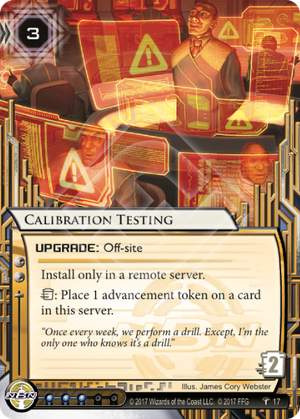 3
CALIBRATION TESTING
UPGRADE: Off-site
Install only in a remote server.
: Place 1 advancement token on a card
in this server.
"Once every week, we perform a drill. Except, I'm the
only one who knows it's a drill."
2
Illus. James Cory Webster
NBN
© 2017 Wizards of the Coast LLC. © 2017 FFG
17